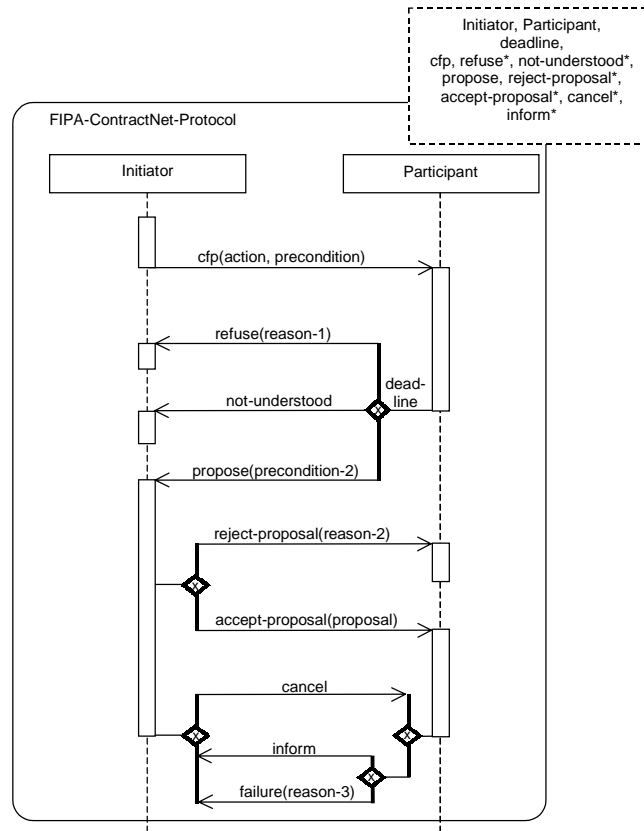 Initiator, Participant,
deadline,
cfp, refuse*, not-understood*,
propose, reject-proposal*,
accept-proposal*, cancel*,
inform*
FIPA-ContractNet-Protocol
Initiator
Participant
cfp(action, precondition)
refuse(reason-1)
dead-
line
x
not-understood
propose(precondition-2)
reject-proposal(reason-2)
x
accept-proposal(proposal)
cancel
x
x
inform
x
failure(reason-3)